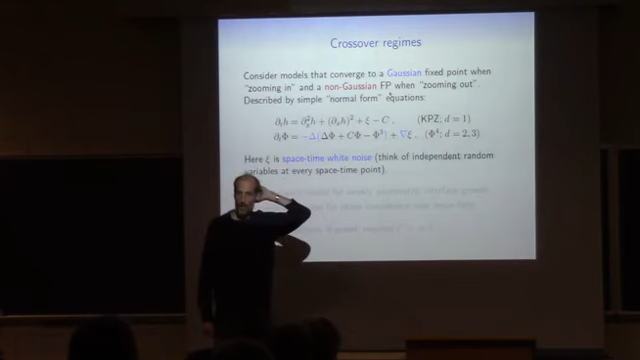 Crossover regimes
Consider models that converge to a Gaussian fixed point when
"zooming in" and a non-Gaussian FP when "zooming out".
Described by simple "normal form" equations:
∂ₜh = ∂ₓ²h + (∂ₓh)² + ξ − C , (KPZ; d = 1)
∂ₜΦ = −Δ(ΔΦ + CΦ − Φ³) + ∇ξ . (Φ⁴; d = 2, 3)
Here ξ is space-time white noise (think of independent random
variables at every space-time point).